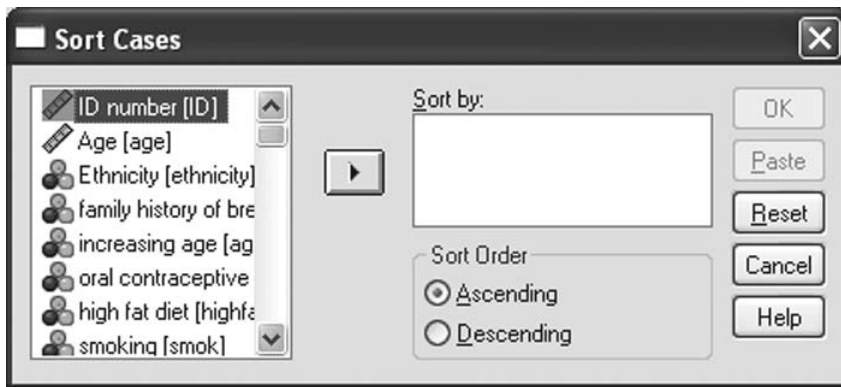 Sort Cases
ID number [ID]
Age [age]
Ethnicity [ethnicity]
family history of bre
increasing age [ag
oral contraceptive
high fat diet [highfa
smoking [smok]
Sort by:
Sort Order
Ascending
Descending
OK
Paste
Reset
Cancel
Help